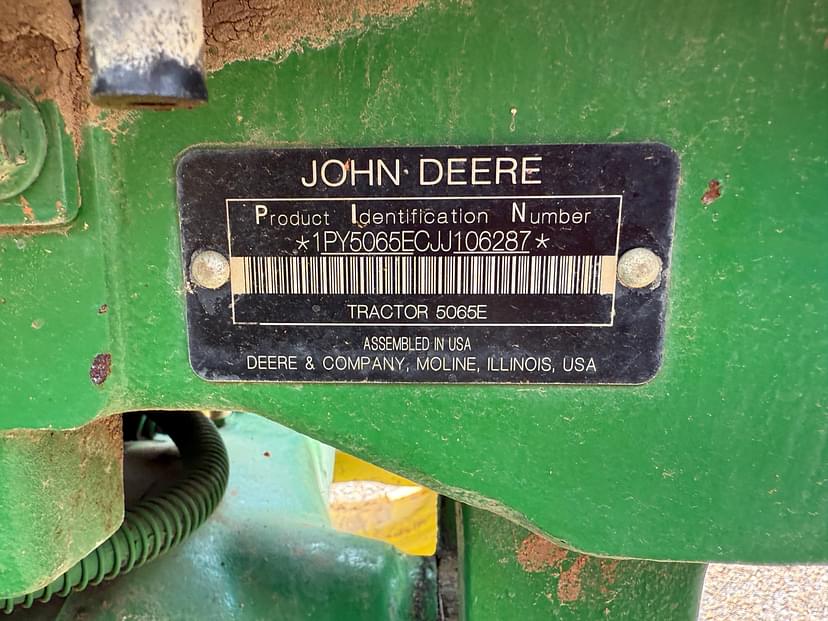 JOHN DEERE
Product Identification Number
*1PY5065ECJJ106287*
TRACTOR 5065E
ASSEMBLED IN USA
DEERE & COMPANY, MOLINE, ILLINOIS, USA